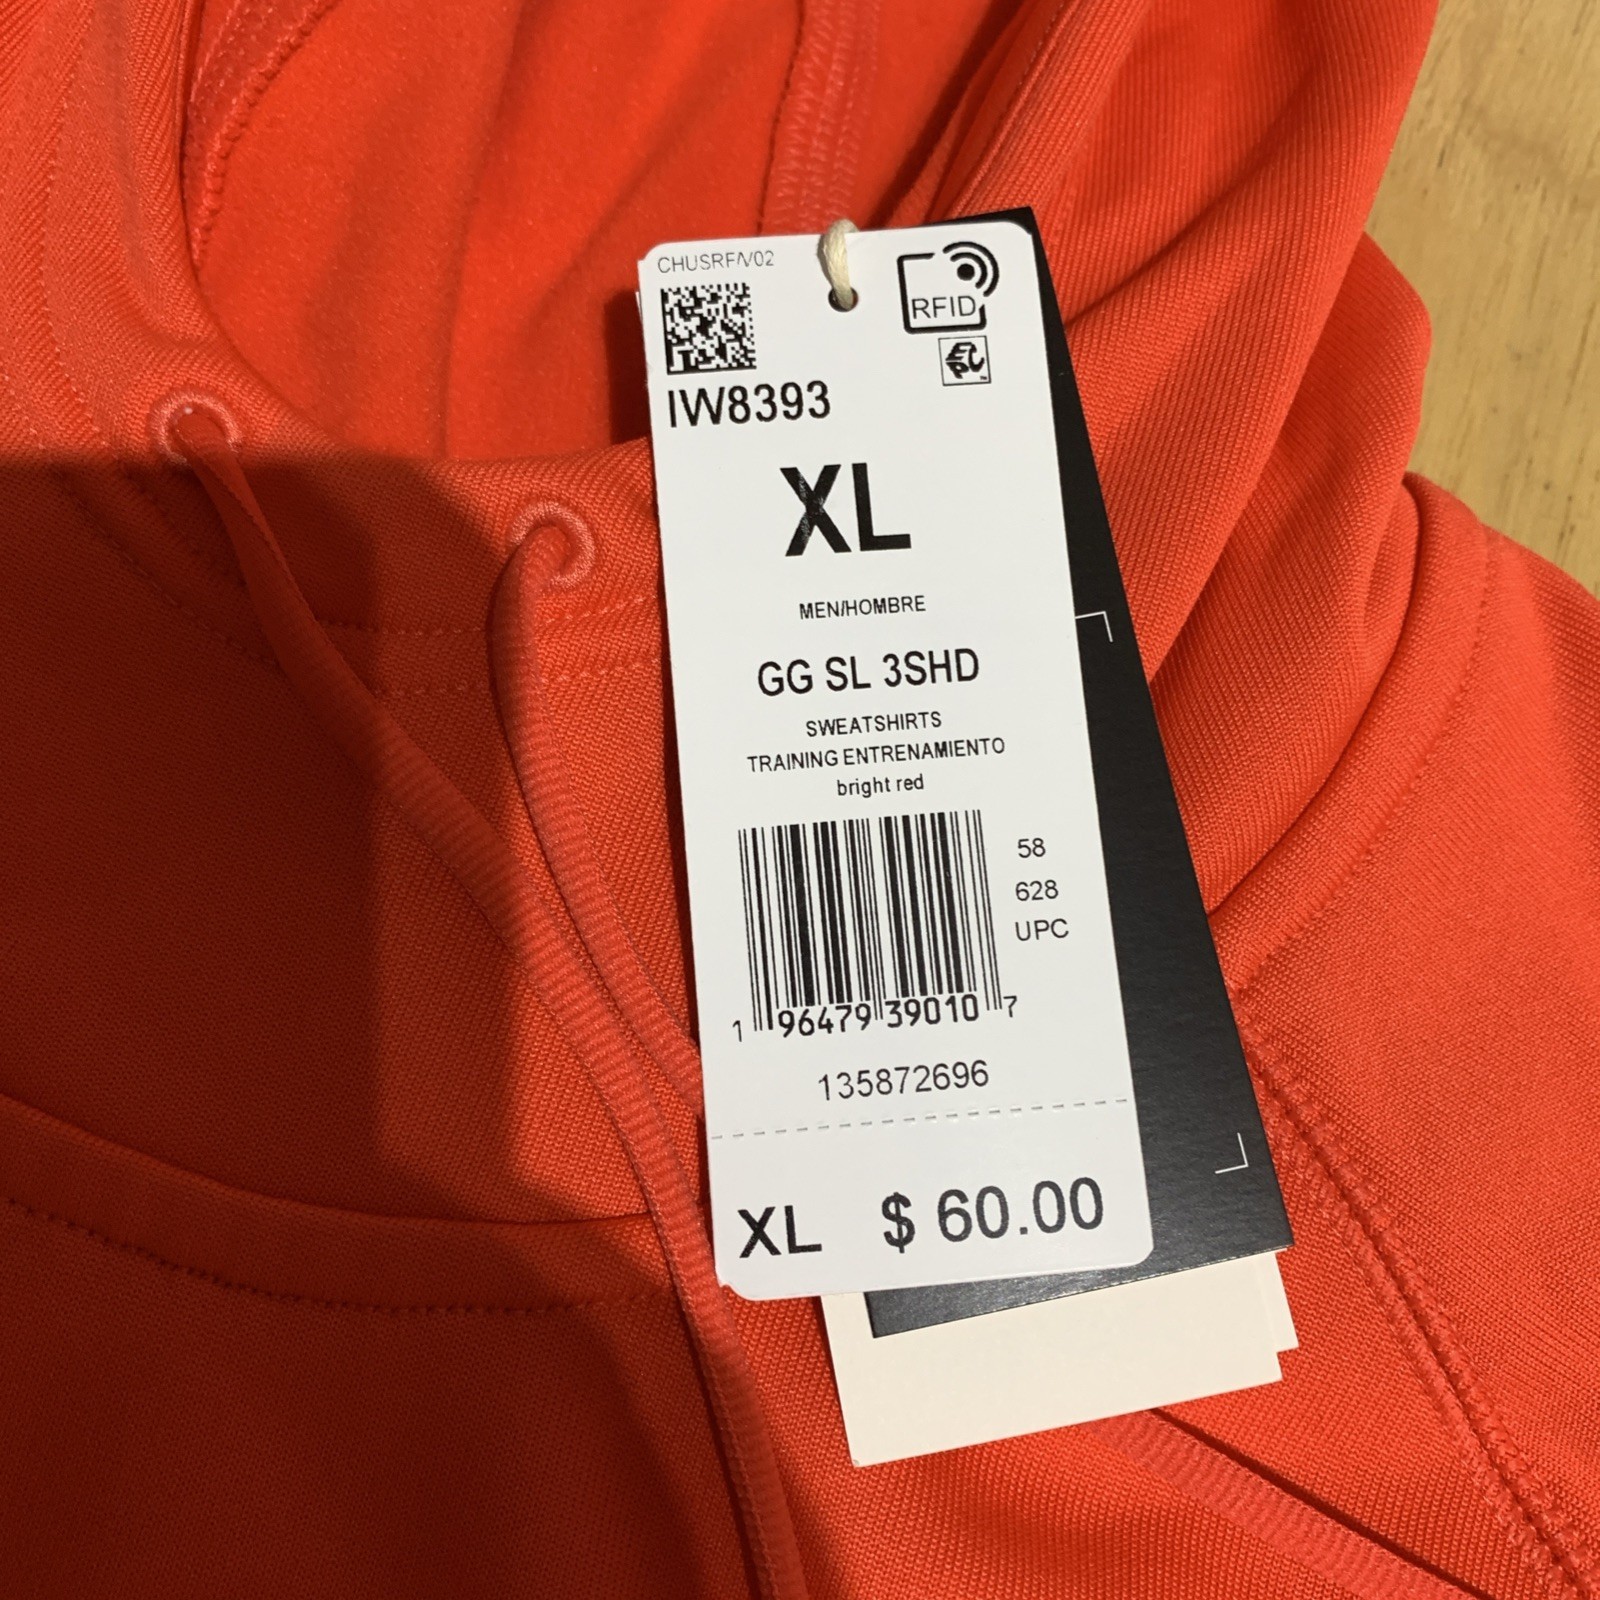 CHUSRF/V02
RFID
EPC
IW8393
XL
MEN/HOMBRE
GG SL 3SHD
SWEATSHIRTS
TRAINING ENTRENAMIENTO
bright red
58
628
UPC
1 96479 39010 7
135872696
XL $ 60.00